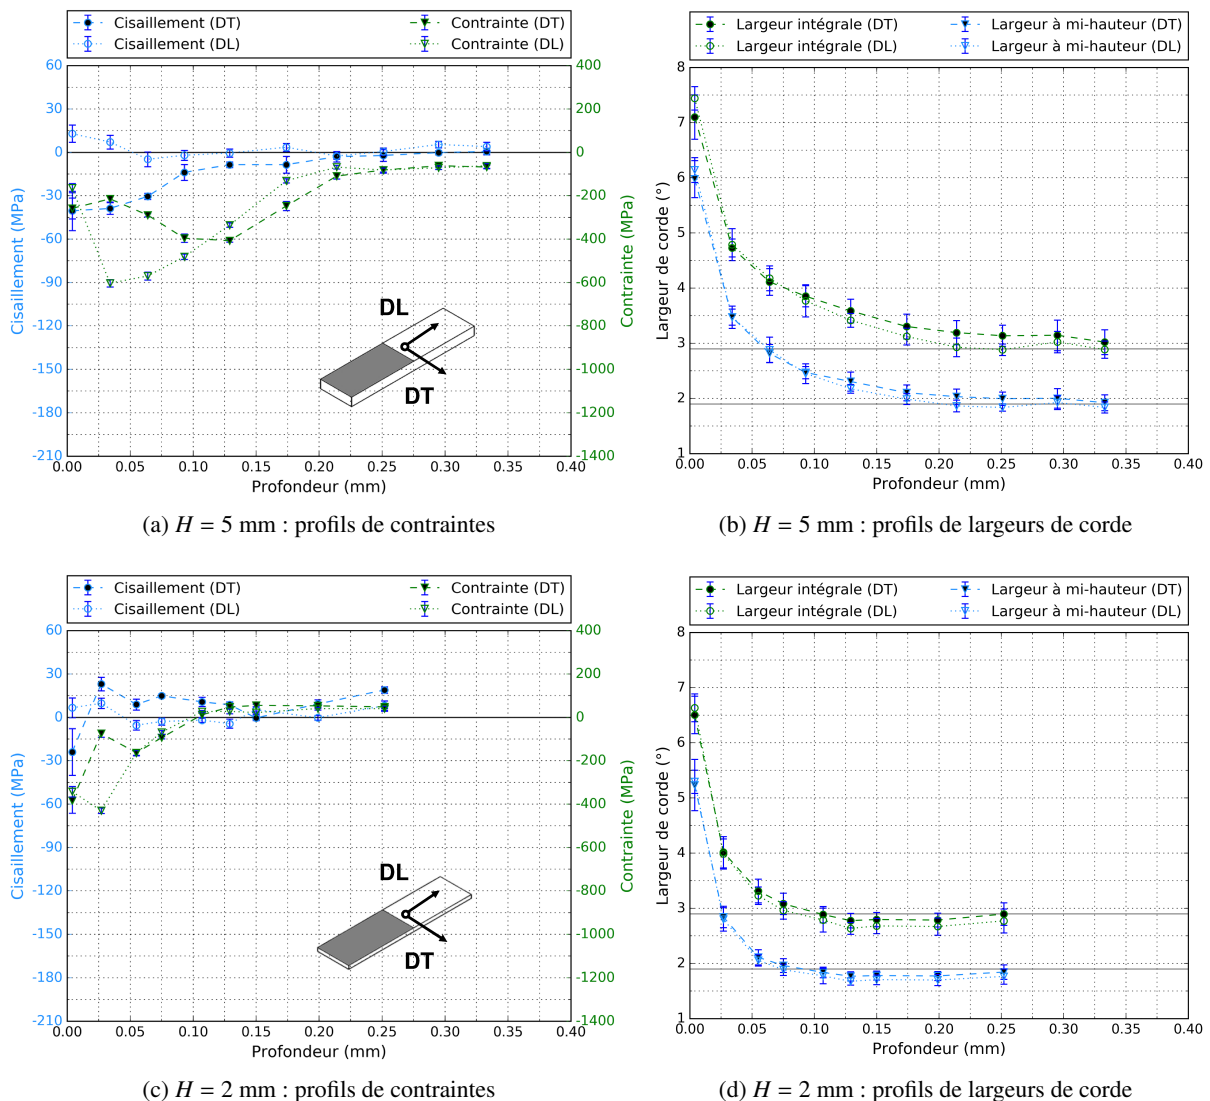 Cisaillement (DT)
Cisaillement (DL)
Contrainte (DT)
Contrainte (DL)
60
30
0
-30
-60
-90
-120
-150
-180
-210
Cisaillement (MPa)
400
200
0
-200
-400
-600
-800
-1000
-1200
-1400
Contrainte (MPa)
DL
DT
0.00 0.05 0.10 0.15 0.20 0.25 0.30 0.35 0.40
Profondeur (mm)
(a) H = 5 mm : profils de contraintes
Largeur intégrale (DT)
Largeur intégrale (DL)
Largeur à mi-hauteur (DT)
Largeur à mi-hauteur (DL)
8
7
6
5
4
3
2
1
Largeur de corde (°)
0.00 0.05 0.10 0.15 0.20 0.25 0.30 0.35 0.40
Profondeur (mm)
(b) H = 5 mm : profils de largeurs de corde
Cisaillement (DT)
Cisaillement (DL)
Contrainte (DT)
Contrainte (DL)
60
30
0
-30
-60
-90
-120
-150
-180
-210
Cisaillement (MPa)
400
200
0
-200
-400
-600
-800
-1000
-1200
-1400
Contrainte (MPa)
DL
DT
0.00 0.05 0.10 0.15 0.20 0.25 0.30 0.35 0.40
Profondeur (mm)
(c) H = 2 mm : profils de contraintes
Largeur intégrale (DT)
Largeur intégrale (DL)
Largeur à mi-hauteur (DT)
Largeur à mi-hauteur (DL)
8
7
6
5
4
3
2
1
Largeur de corde (°)
0.00 0.05 0.10 0.15 0.20 0.25 0.30 0.35 0.40
Profondeur (mm)
(d) H = 2 mm : profils de largeurs de corde